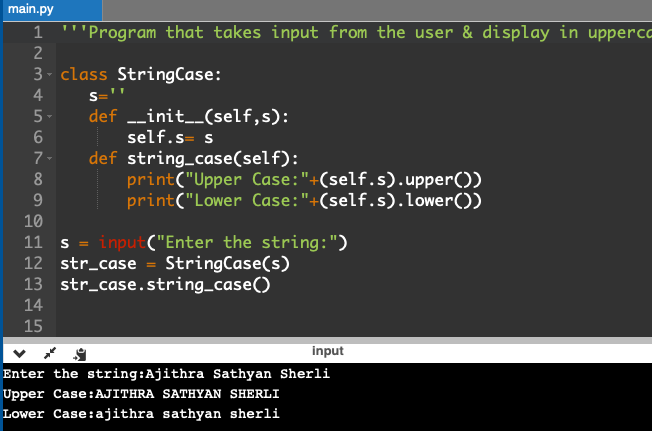 main.py
1 '''Program that takes input from the user & display in upperca
2
3 class StringCase:
4 s=''
5 def __init__(self,s):
6 self.s= s
7 def string_case(self):
8 print("Upper Case:"+(self.s).upper())
9 print("Lower Case:"+(self.s).lower())
10
11 s = input("Enter the string:")
12 str_case = StringCase(s)
13 str_case.string_case()
14
15
input
Enter the string:Ajithra Sathyan Sherli
Upper Case:AJITHRA SATHYAN SHERLI
Lower Case:ajithra sathyan sherli